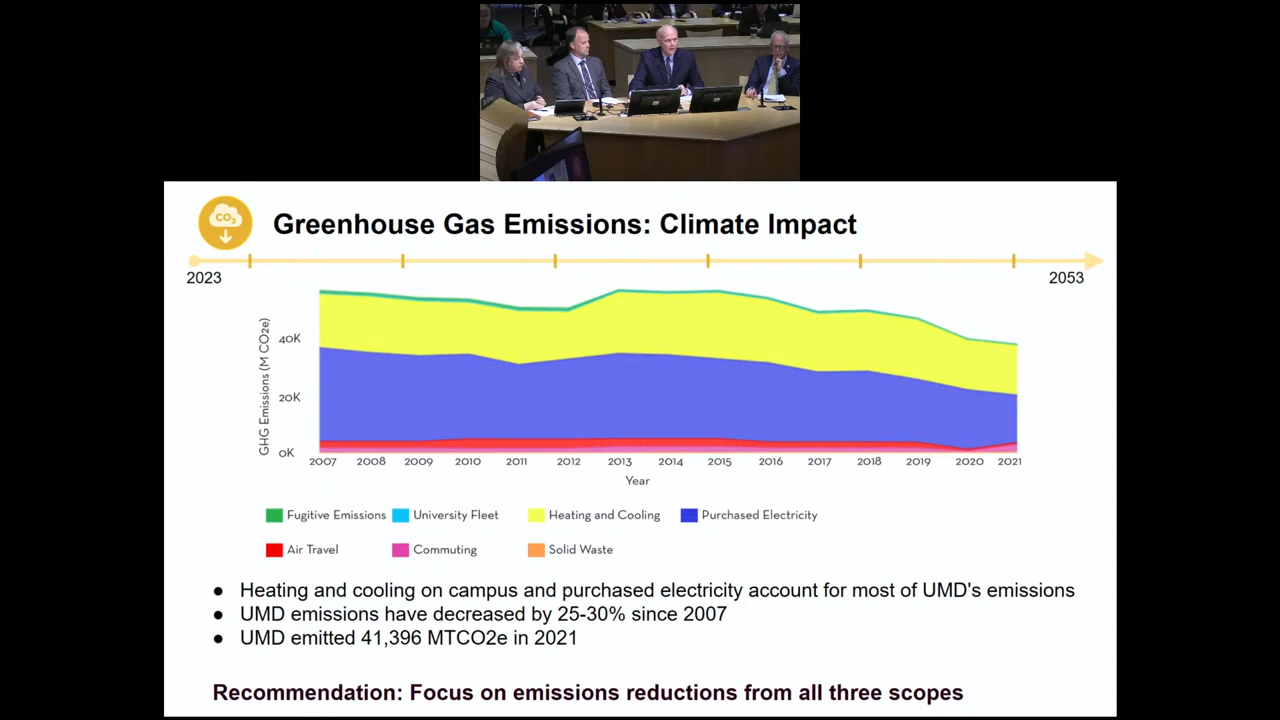 CO₂
Greenhouse Gas Emissions: Climate Impact
2023
2053
GHG Emissions (M CO2e)
40K
20K
0K
2007 2008 2009 2010 2011 2012 2013 2014 2015 2016 2017 2018 2019 2020 2021
Year
Fugitive Emissions University Fleet Heating and Cooling Purchased Electricity
Air Travel Commuting Solid Waste
● Heating and cooling on campus and purchased electricity account for most of UMD's emissions
● UMD emissions have decreased by 25-30% since 2007
● UMD emitted 41,396 MTCO2e in 2021
Recommendation: Focus on emissions reductions from all three scopes